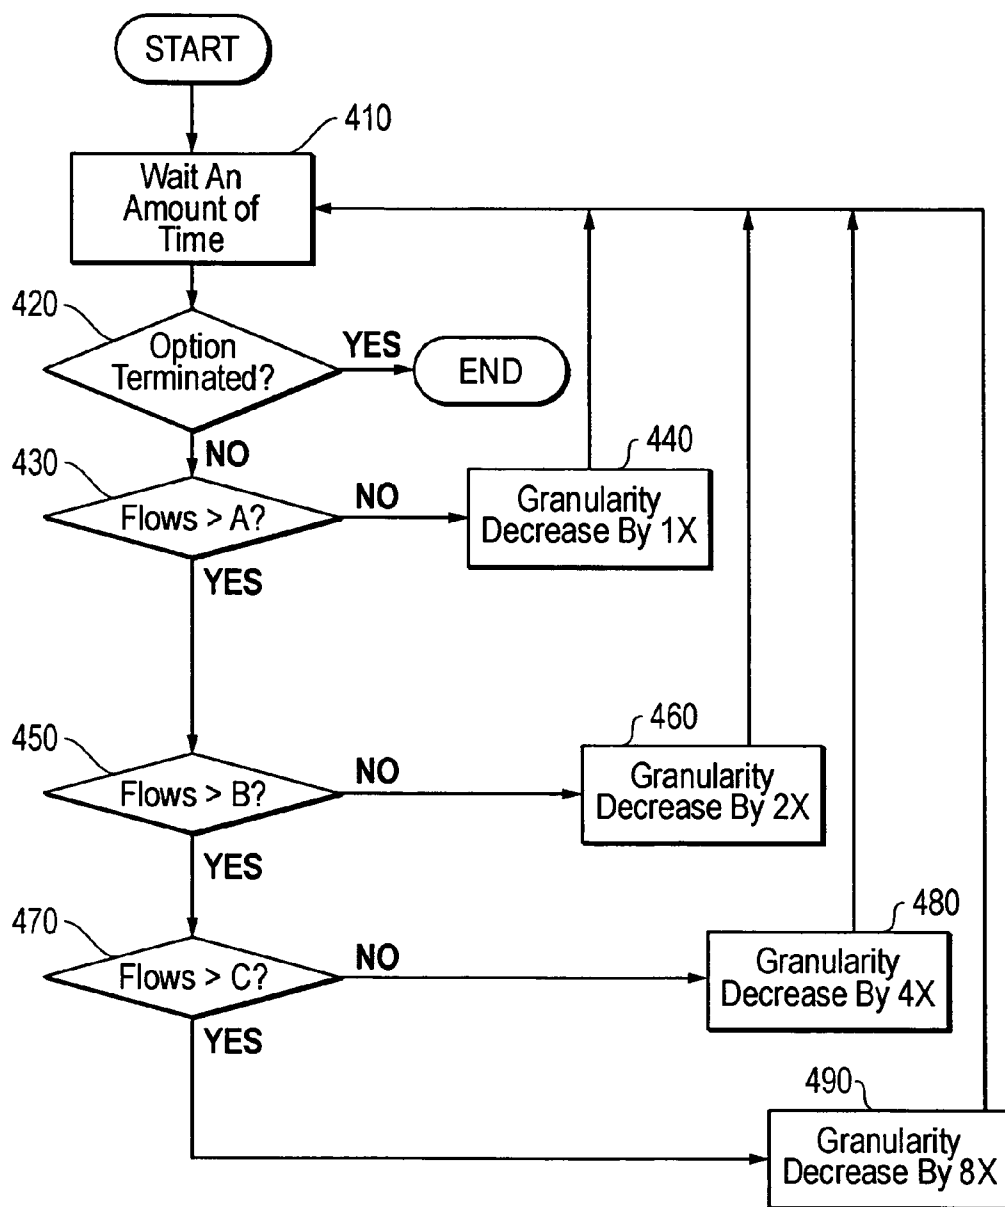 START
410
Wait An
Amount of
Time
420
Option
Terminated?
YES
END
NO
430
Flows > A?
NO
440
Granularity
Decrease By 1X
YES
450
Flows > B?
NO
460
Granularity
Decrease By 2X
YES
470
Flows > C?
NO
480
Granularity
Decrease By 4X
YES
490
Granularity
Decrease By 8X